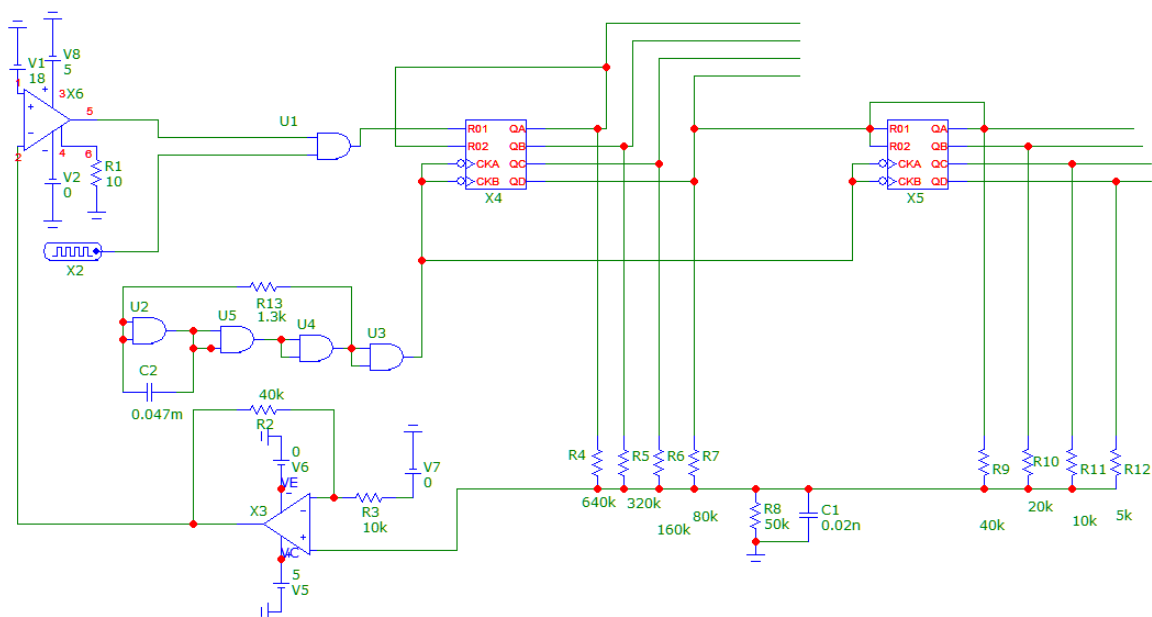 V1
18
V8
5
1
3
X6
5
+
+
−
−
2
4
6
V2
0
R1
10
X2
U1
R01
R02
CKA
CKB
QA
QB
QC
QD
X4
R01
R02
CKA
CKB
QA
QB
QC
QD
X5
R13
1.3k
U2
U5
U4
U3
C2
0.047m
40k
R2
0
V6
VE
V7
0
X3
−
+
R3
10k
VC
+
5
V5
R4
R5
R6
R7
640k
320k
160k
80k
R8
50k
C1
0.02n
R9
R10
R11
R12
40k
20k
10k
5k